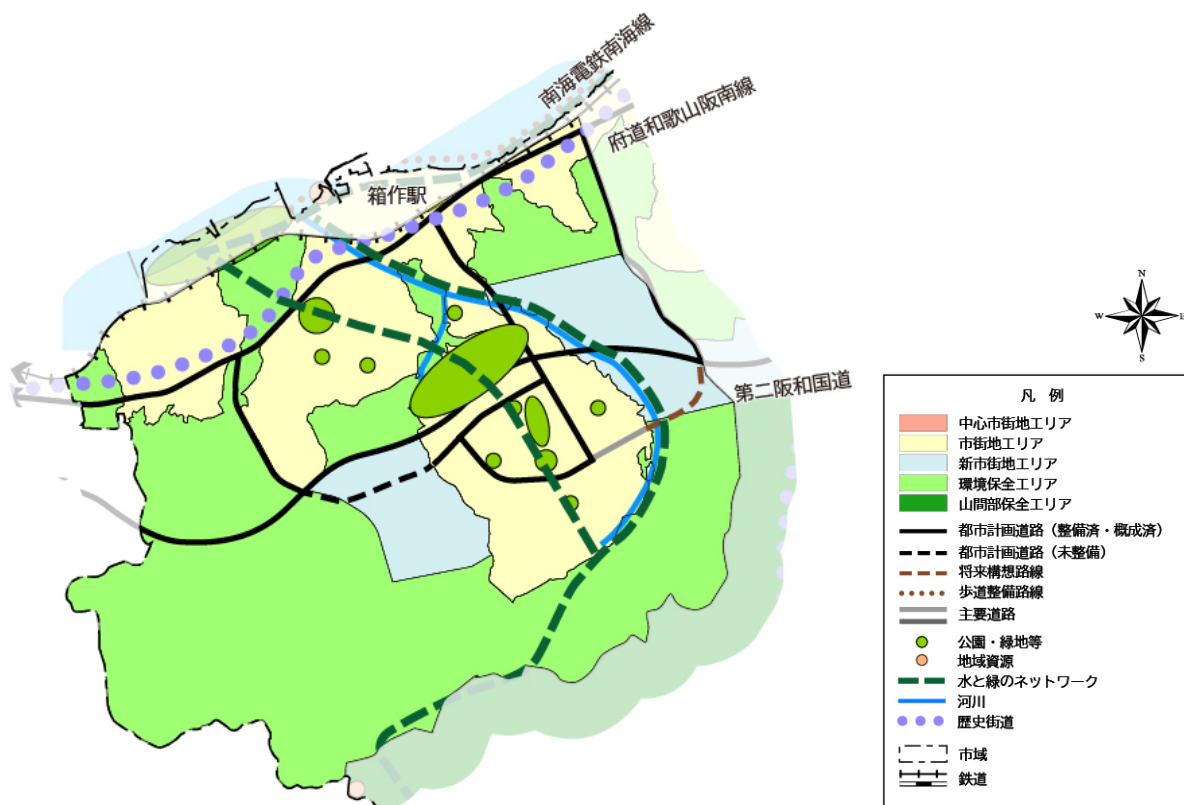 南海電鉄南海線
府道和歌山阪南線
箱作駅
第二阪和国道
N
W
E
S
凡 例
中心市街地エリア
市街地エリア
新市街地エリア
環境保全エリア
山間部保全エリア
都市計画道路（整備済・概成済）
都市計画道路（未整備）
将来構想路線
歩道整備路線
主要道路
公園・緑地等
地域資源
水と緑のネットワーク
河川
歴史街道
市域
鉄道